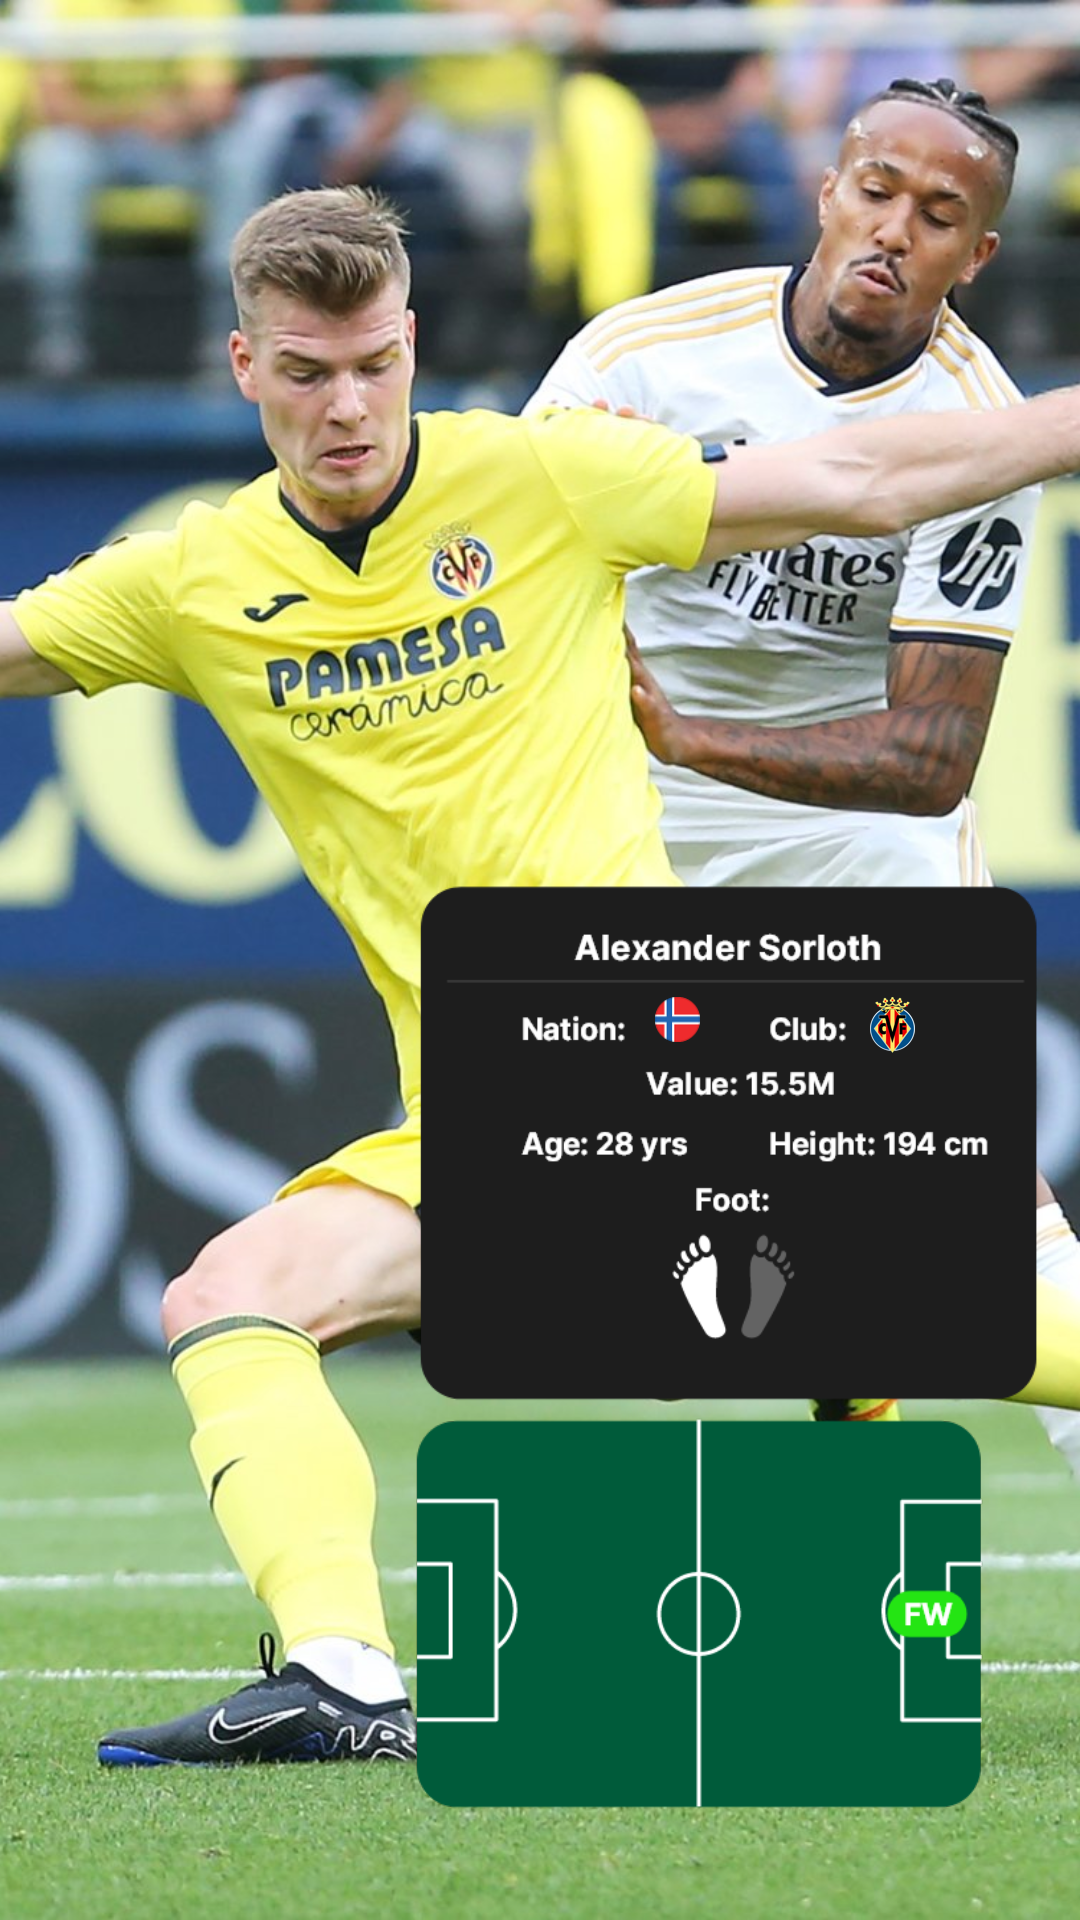 hp
FLY BETTER
PAMESA
cerámica
Alexander Sorloth
Nation:
Club:
Value: 15.5M
Age: 28 yrs
Height: 194 cm
Foot:
FW